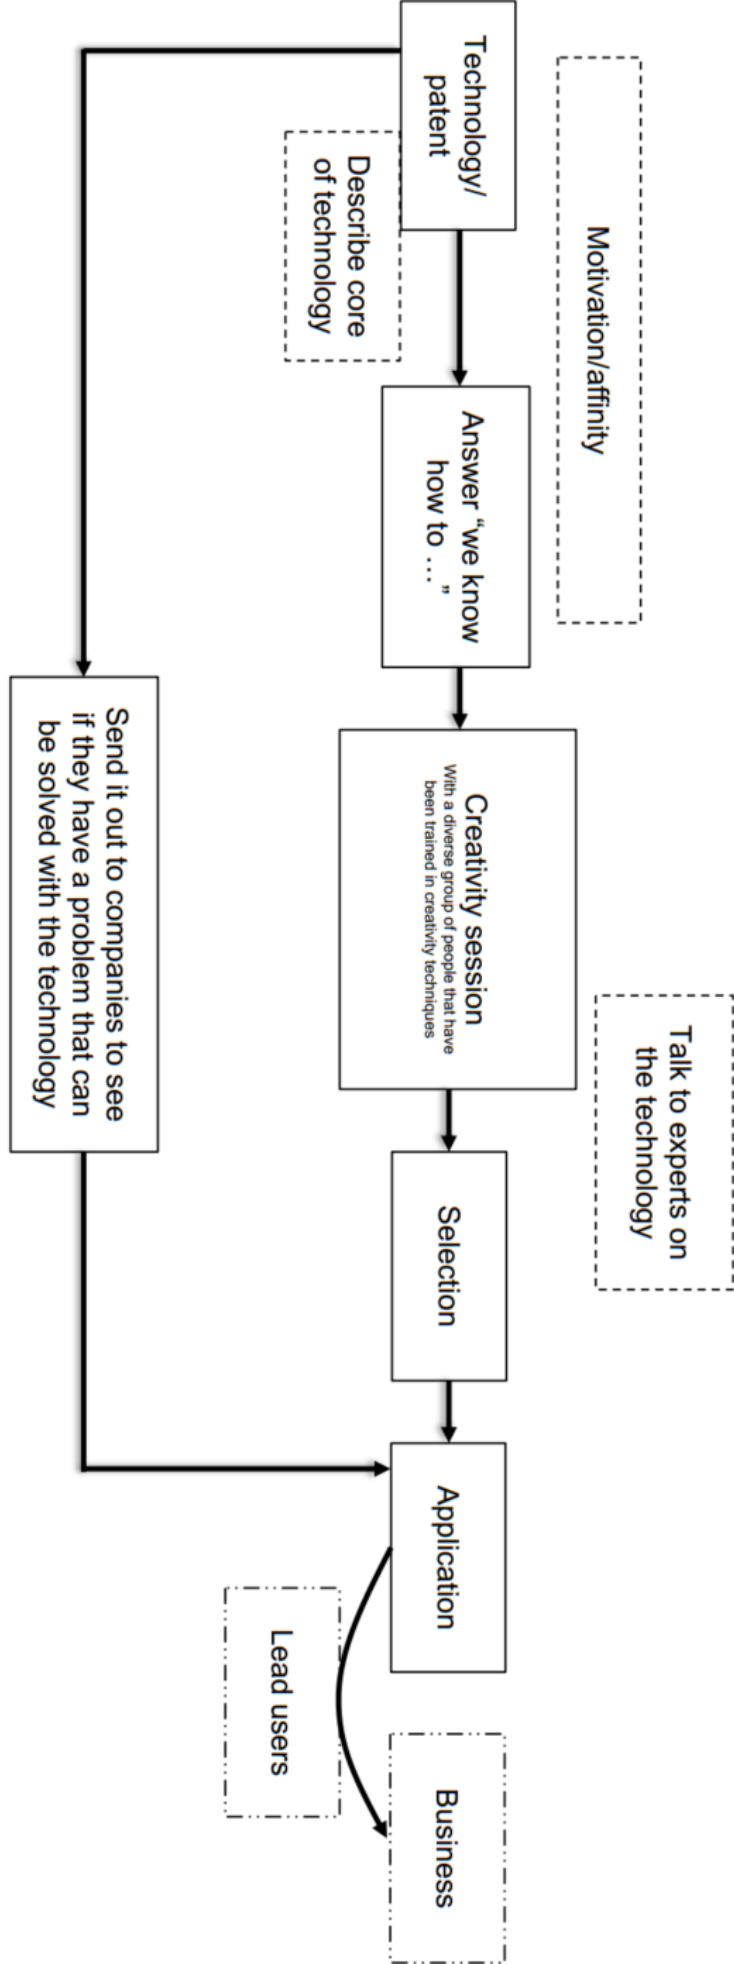 Motivation/affinity
Talk to experts on
the technology
Technology/
patent
Answer “we know
how to …”
Creativity session
With a diverse group of people that have
been trained in creativity techniques
Selection
Application
Business
Describe core
of technology
Lead users
Send it out to companies to see
if they have a problem that can
be solved with the technology